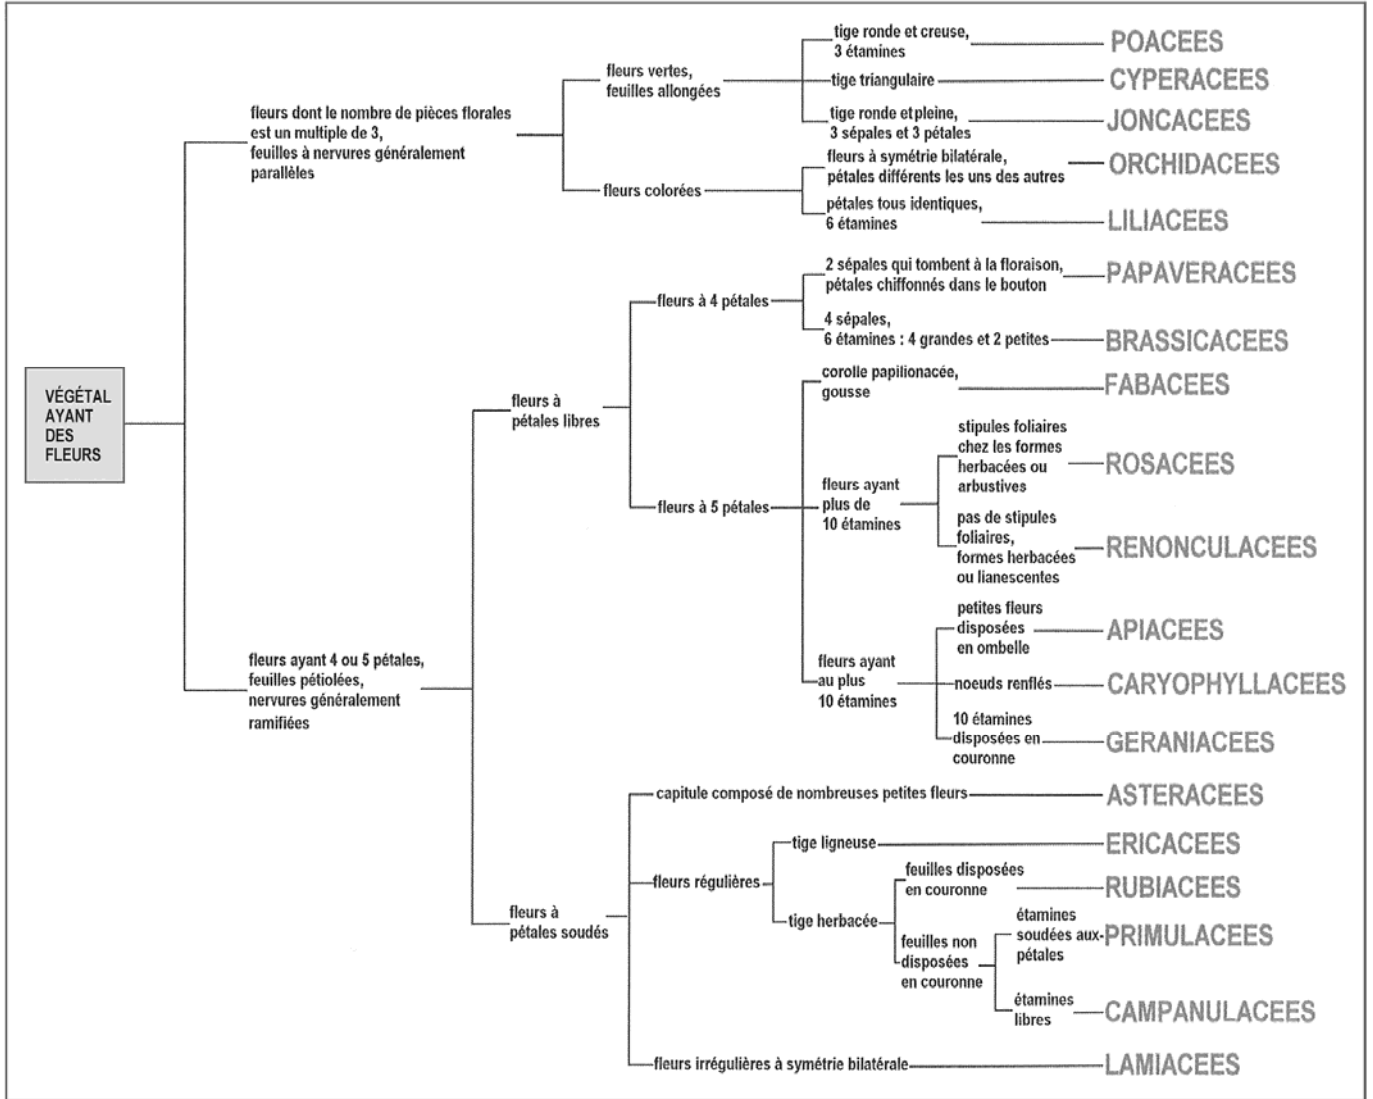 VÉGÉTAL
AYANT
DES
FLEURS
fleurs dont le nombre de pièces florales
est un multiple de 3,
feuilles à nervures généralement
parallèles
fleurs vertes,
feuilles allongées
tige ronde et creuse,
3 étamines
POACEES
tige triangulaire
CYPERACEES
tige ronde et pleine,
3 sépales et 3 pétales
JONCACEES
fleurs colorées
fleurs à symétrie bilatérale,
pétales différents les uns des autres
ORCHIDACEES
pétales tous identiques,
6 étamines
LILIACEES
fleurs ayant 4 ou 5 pétales,
feuilles pétiolées,
nervures généralement
ramifiées
fleurs à
pétales libres
fleurs à 4 pétales
2 sépales qui tombent à la floraison,
pétales chiffonnés dans le bouton
PAPAVERACEES
4 sépales,
6 étamines : 4 grandes et 2 petites
BRASSICACEES
fleurs à 5 pétales
corolle papilionacée,
gousse
FABACEES
fleurs ayant
plus de
10 étamines
stipules foliaires
chez les formes
herbacées ou
arbustives
ROSACEES
pas de stipules
foliaires,
formes herbacées
ou lianescentes
RENONCULACEES
fleurs ayant
au plus
10 étamines
petites fleurs
disposées
en ombelle
APIACEES
noeuds renflés
CARYOPHYLLACEES
10 étamines
disposées en
couronne
GERANIACEES
fleurs à
pétales soudés
capitule composé de nombreuses petites fleurs
ASTERACEES
fleurs régulières
tige ligneuse
ERICACEES
tige herbacée
feuilles disposées
en couronne
RUBIACEES
feuilles non
disposées
en couronne
étamines
soudées aux
pétales
PRIMULACEES
étamines
libres
CAMPANULACEES
fleurs irrégulières à symétrie bilatérale
LAMIACEES